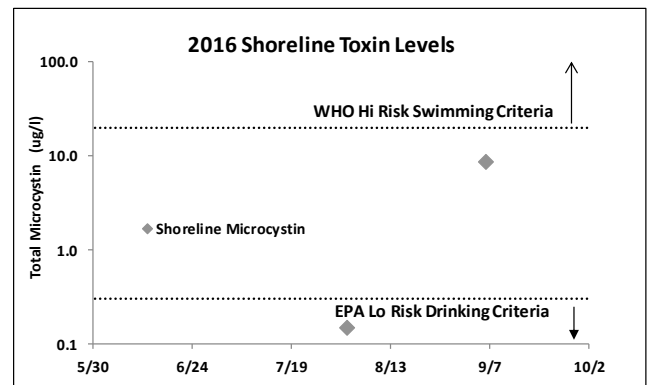 2016 Shoreline Toxin Levels
Total Microcystin (ug/l)
100.0
10.0
1.0
0.1
WHO Hi Risk Swimming Criteria
Shoreline Microcystin
EPA Lo Risk Drinking Criteria
5/30 6/24 7/19 8/13 9/7 10/2